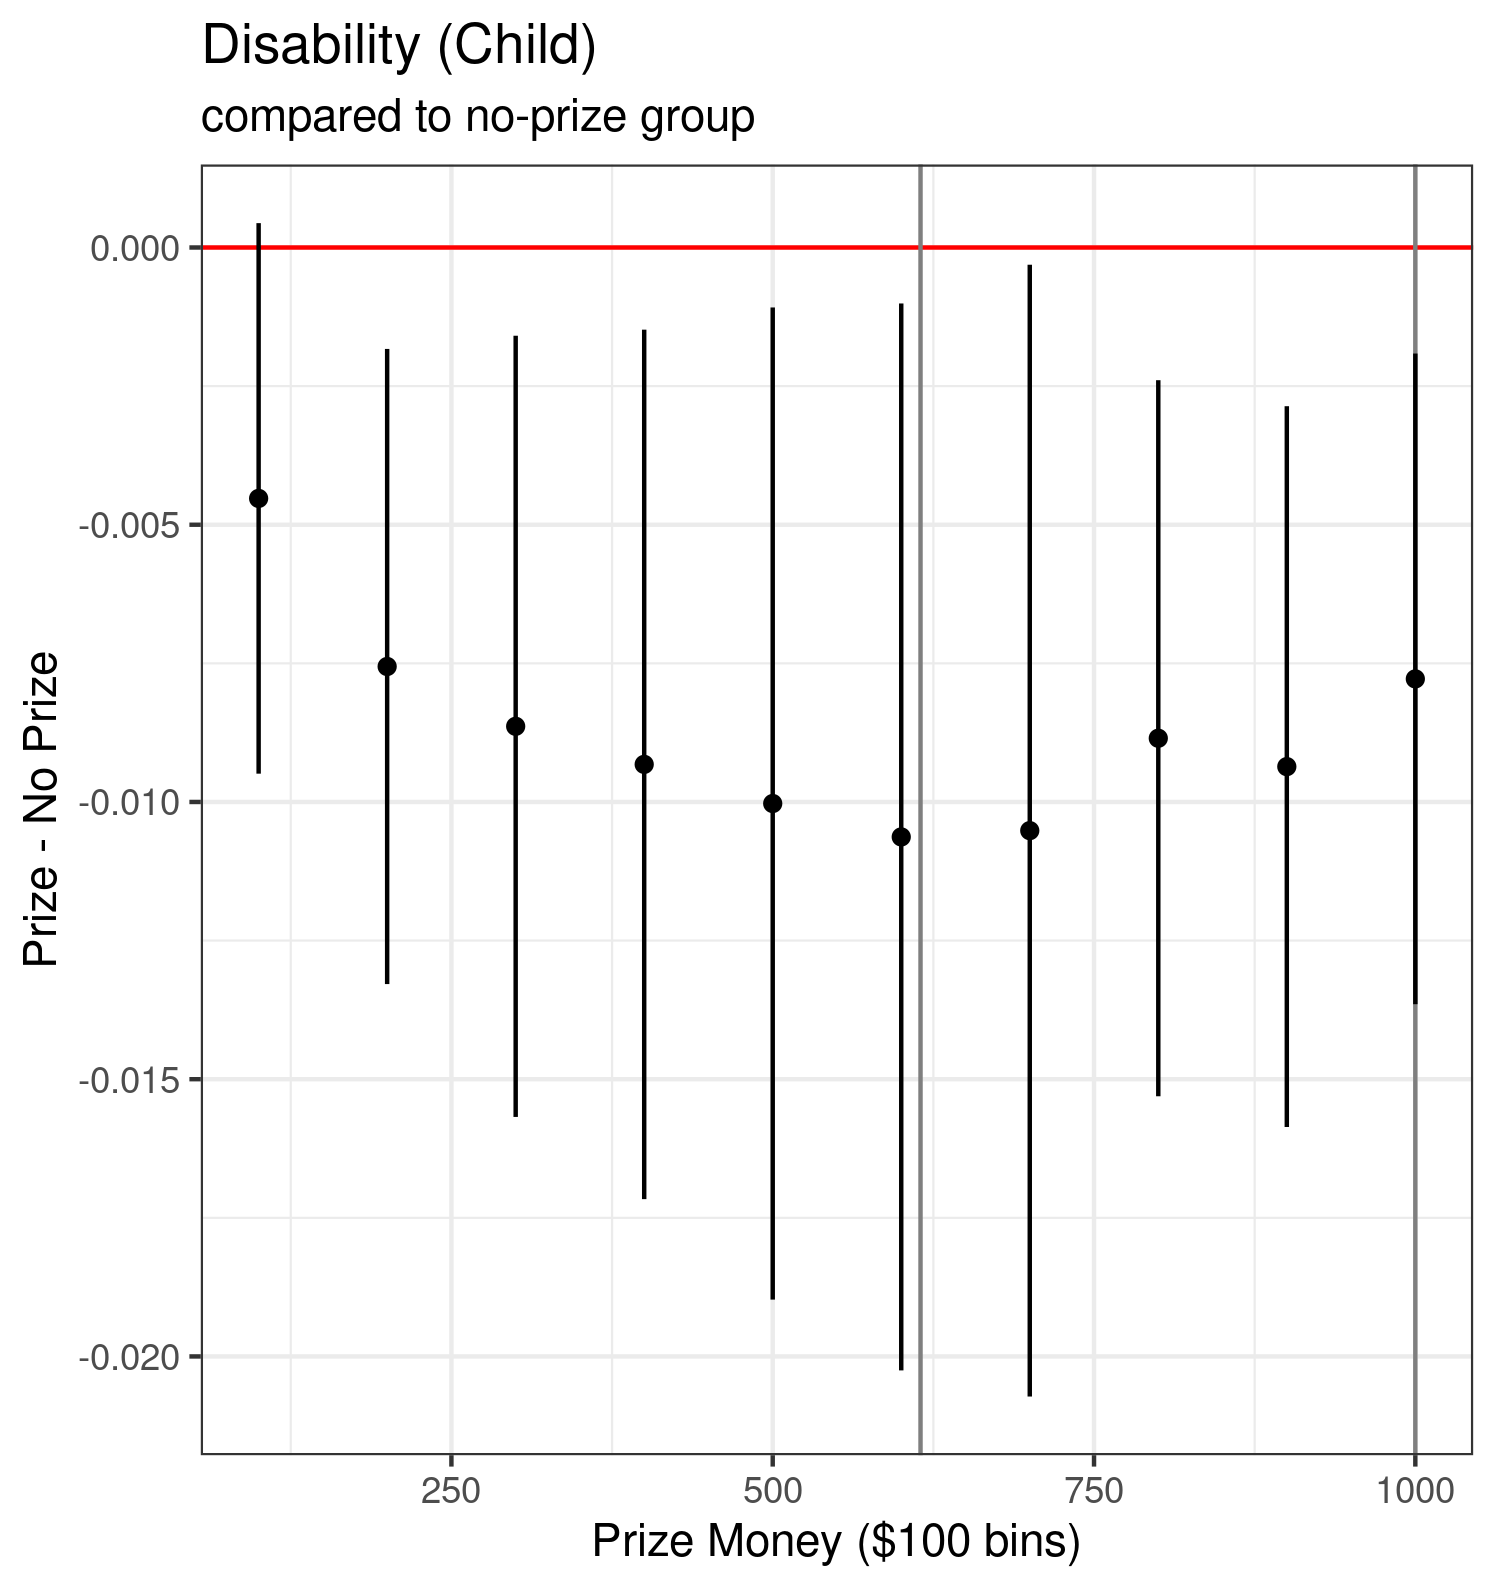 Disability (Child)
compared to no-prize group
0.000
-0.005
-0.010
-0.015
-0.020
Prize - No Prize
250 500 750 1000
Prize Money ($100 bins)